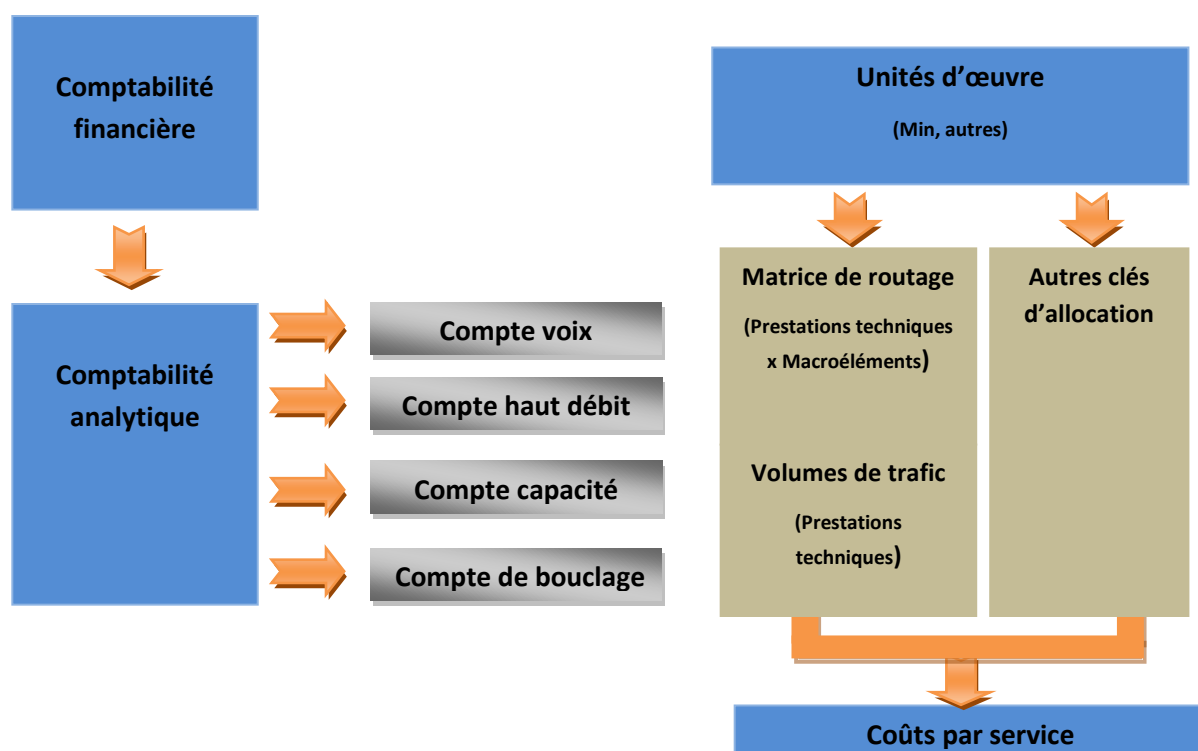 Comptabilité
financière
Comptabilité
analytique
Compte voix
Compte haut débit
Compte capacité
Compte de bouclage
Unités d’œuvre
(Min, autres)
Matrice de routage
(Prestations techniques
x Macroéléments)
Volumes de trafic
(Prestations
techniques)
Autres clés
d’allocation
Coûts par service